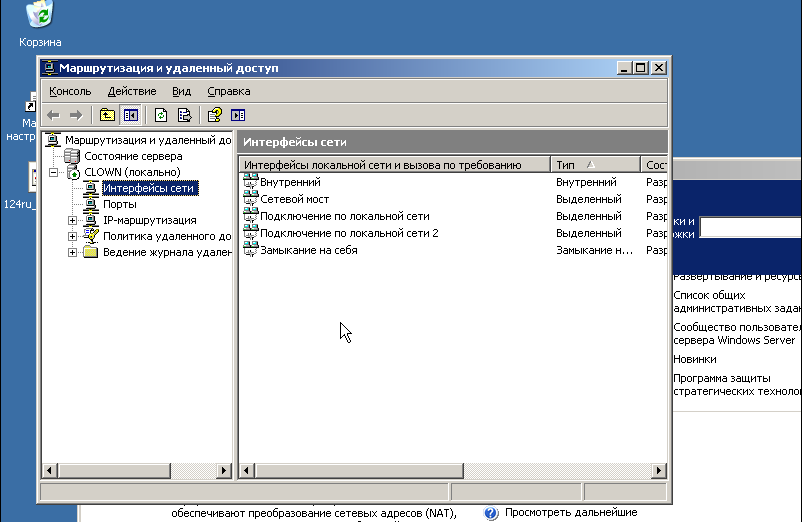 Корзина
Маршрутизация и удаленный доступ
Консоль Действие Вид Справка
Ма
настр
124ru_
Маршрутизация и удаленный до
Состояние сервера
CLOWN (локально)
Интерфейсы сети
Порты
IP-маршрутизация
Политика удаленного до
Ведение журнала удален
Интерфейсы сети
Интерфейсы локальной сети и вызова по требованию Тип Сост
Внутренний Внутренний Разр
Сетевой мост Выделенный Разр
Подключение по локальной сети Выделенный Разр
Подключение по локальной сети 2 Выделенный Разр
Замыкание на себя Замыкание н... Разр
ки и
жки
Развертывание и ресурсы
Список общих
административных задан
Сообщество пользовател
сервера Windows Server
Новинки
Программа защиты
стратегических техноло
обеспечивают преобразование сетевых адресов (NAT),
Просмотреть дальнейшие